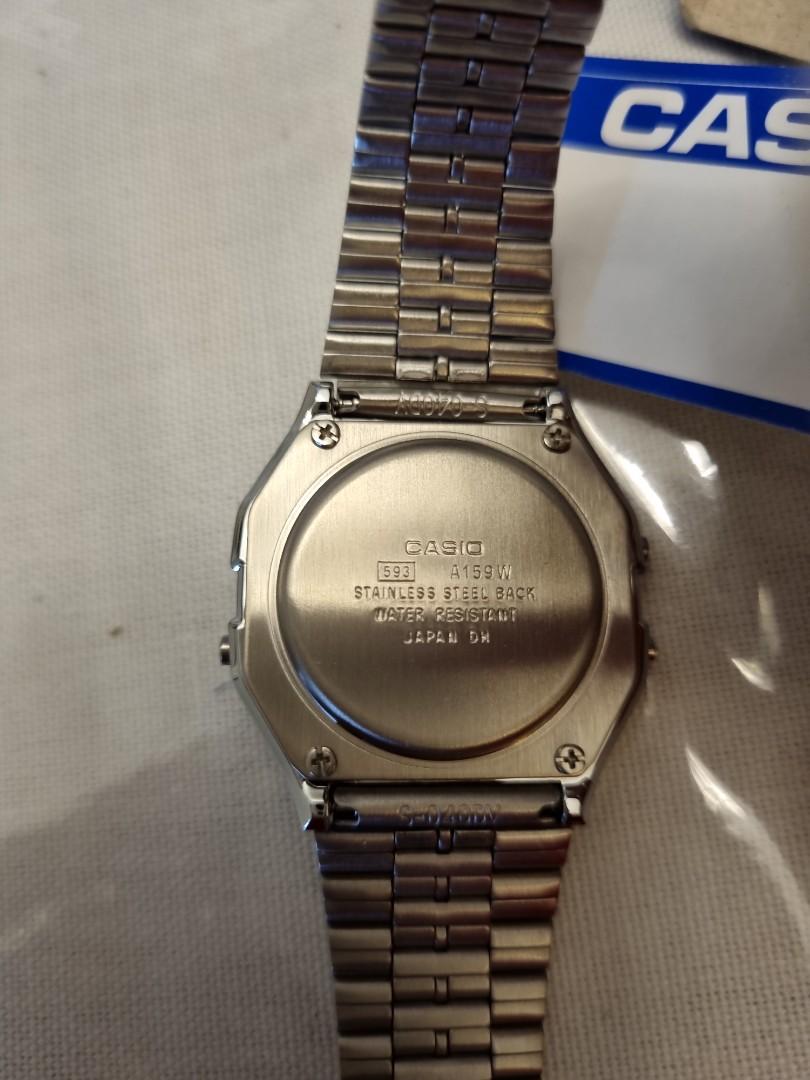 CAS
CASIO
593 A159W
STAINLESS STEEL BACK
WATER RESISTANT
JAPAN DH